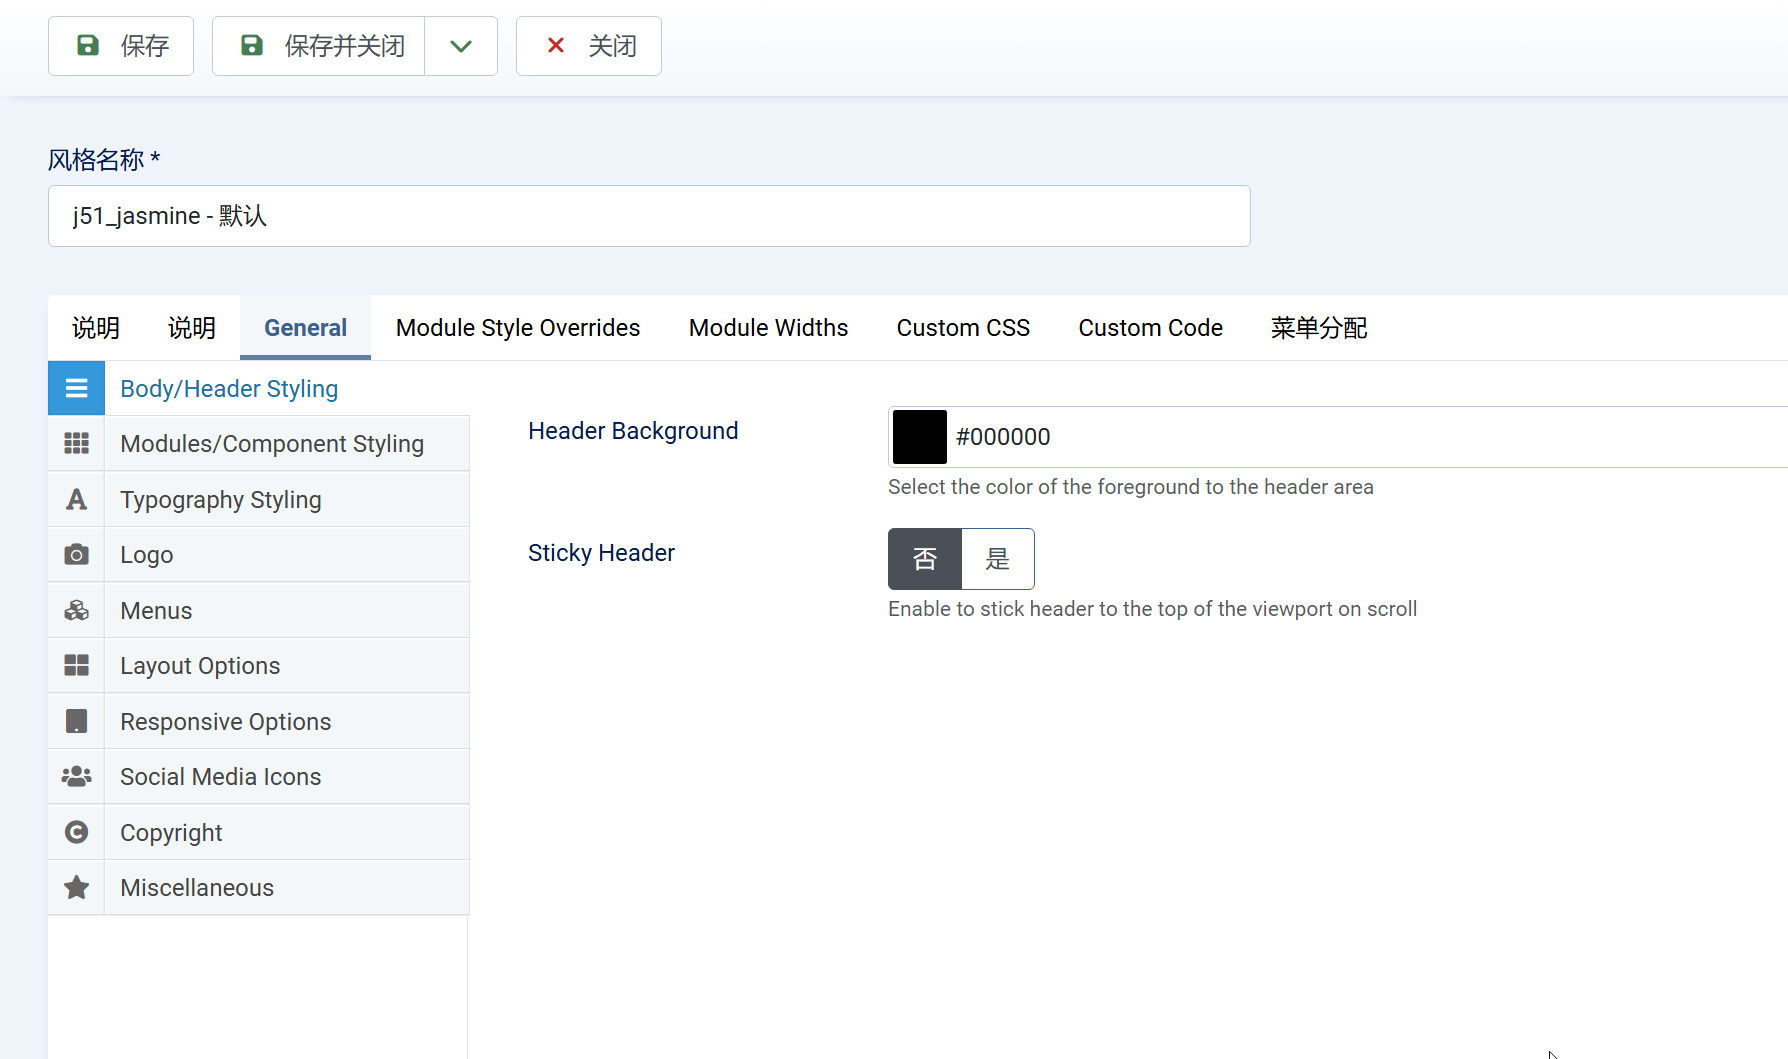 保存
保存并关闭
关闭
风格名称 *
j51_jasmine - 默认
说明 说明 General Module Style Overrides Module Widths Custom CSS Custom Code 菜单分配
Body/Header Styling
Modules/Component Styling
Typography Styling
Logo
Menus
Layout Options
Responsive Options
Social Media Icons
Copyright
Miscellaneous
Header Background
#000000
Select the color of the foreground to the header area
Sticky Header
否 是
Enable to stick header to the top of the viewport on scroll